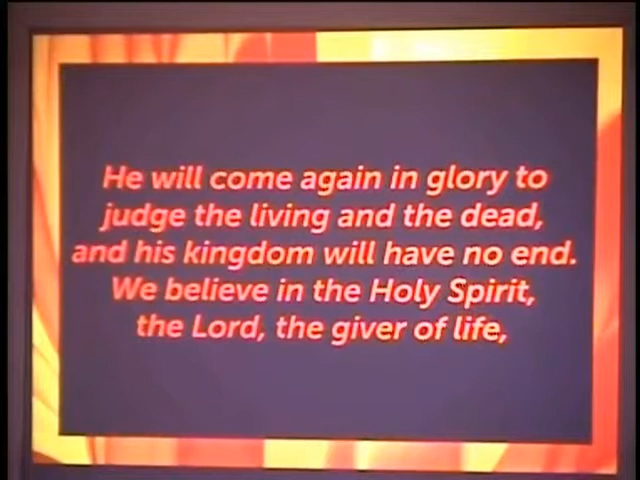 He will come again in glory to
judge the living and the dead,
and his kingdom will have no end.
We believe in the Holy Spirit,
the Lord, the giver of life,